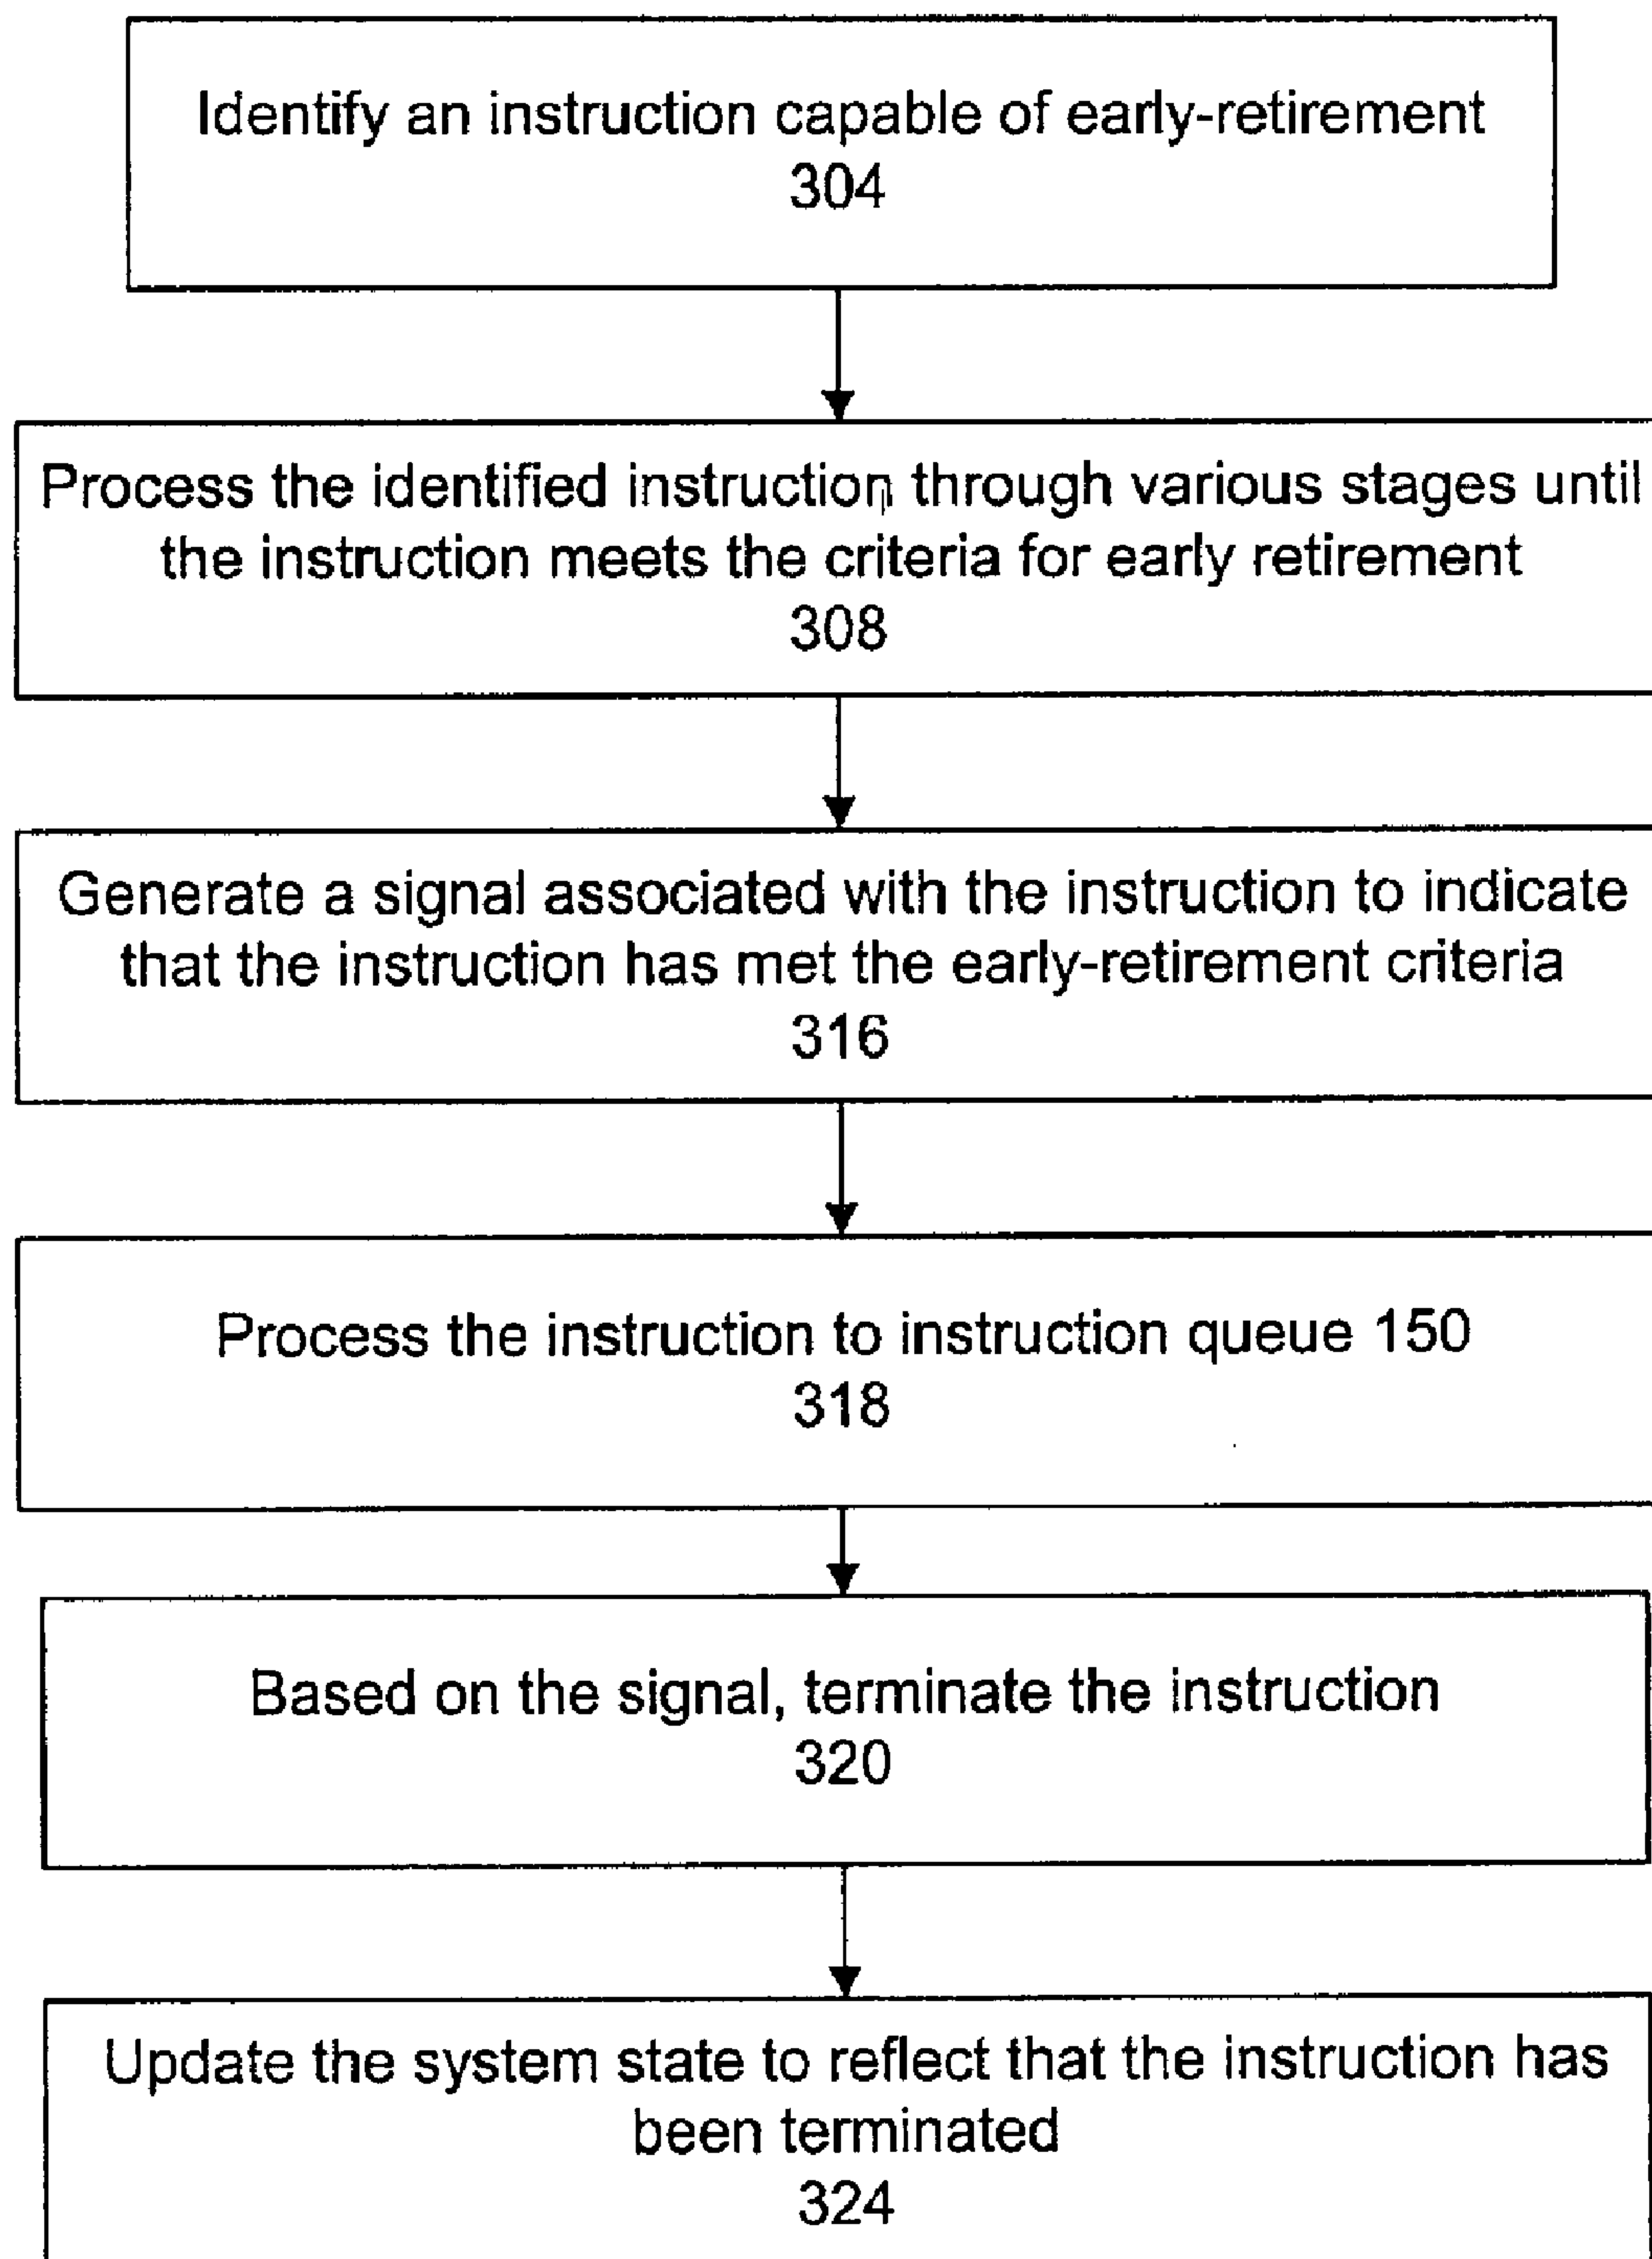 Identify an instruction capable of early-retirement
304
Process the identified instruction through various stages until
the instruction meets the criteria for early retirement
308
Generate a signal associated with the instruction to indicate
that the instruction has met the early-retirement criteria
316
Process the instruction to instruction queue 150
318
Based on the signal, terminate the instruction
320
Update the system state to reflect that the instruction has
been terminated
324